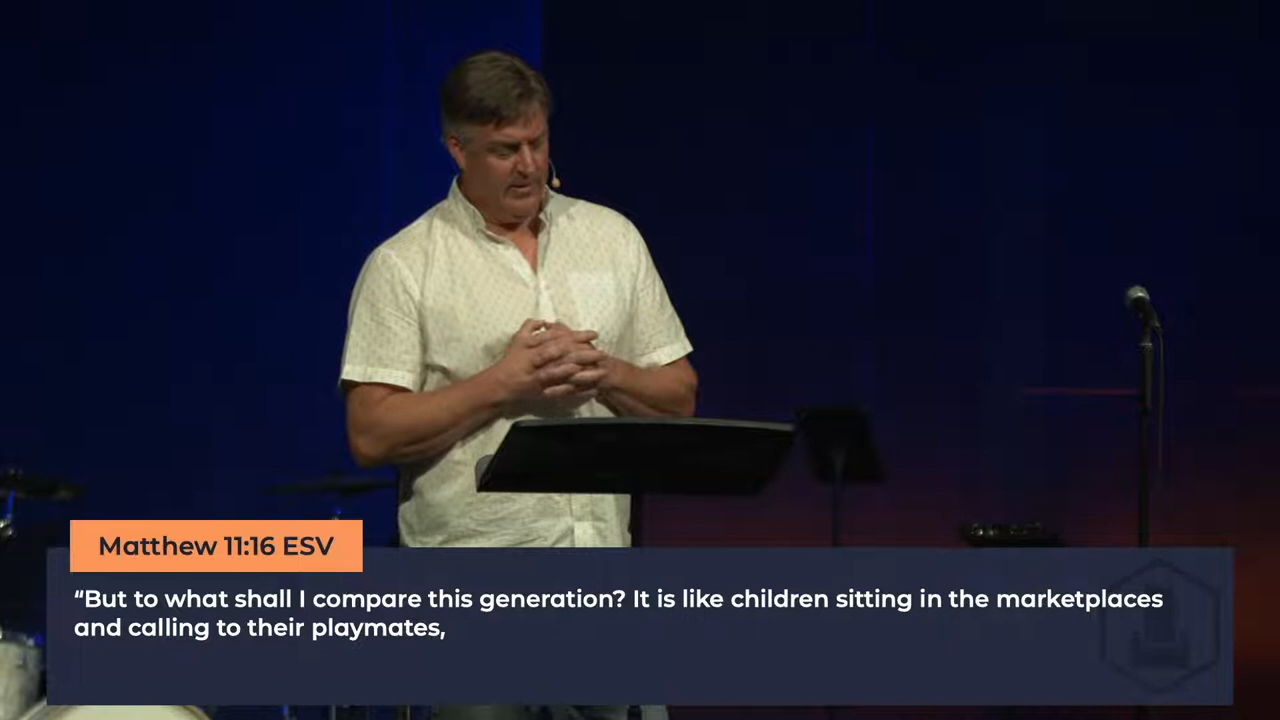 Matthew 11:16 ESV
“But to what shall I compare this generation? It is like children sitting in the marketplaces
and calling to their playmates,